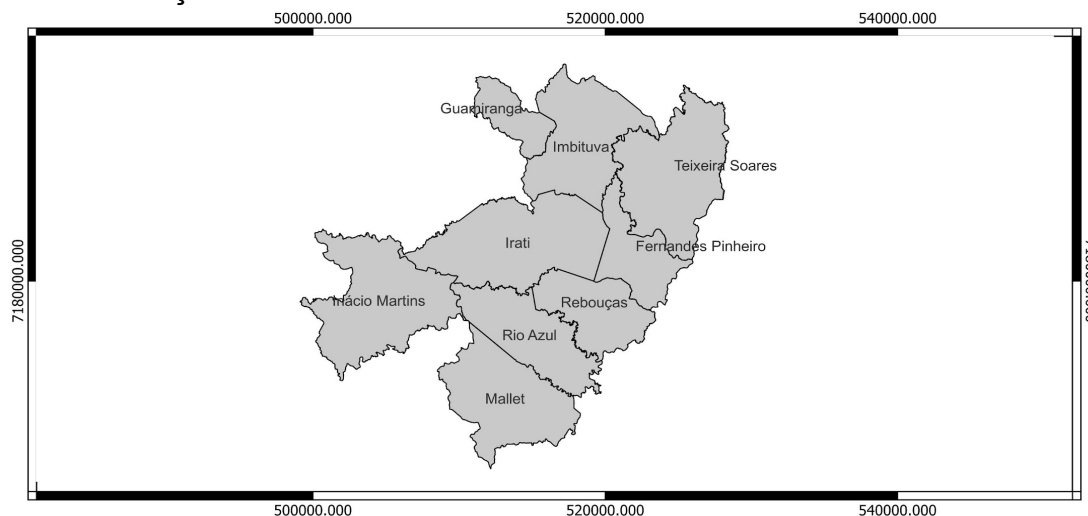 500000.000 520000.000 540000.000
Guamiranga
Imbituva
Teixeira Soares
Irati
Fernandes Pinheiro
7180000.000
Inácio Martins
Rebouças
Rio Azul
Mallet
500000.000 520000.000 540000.000